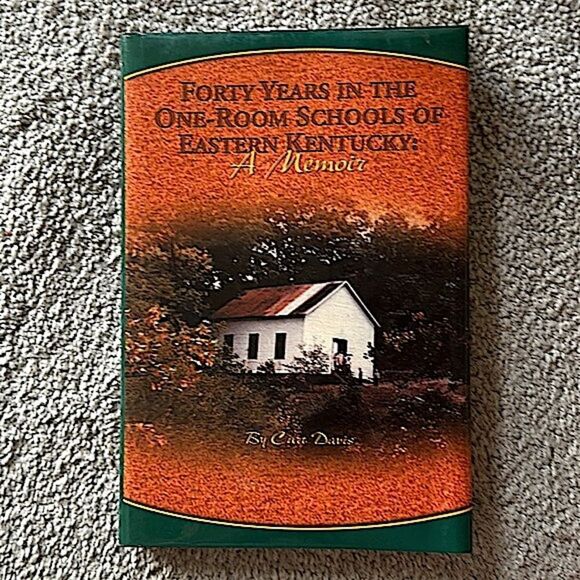 FORTY YEARS IN THE
ONE-ROOM SCHOOLS OF
EASTERN KENTUCKY:
A Memoir
By Curt Davis